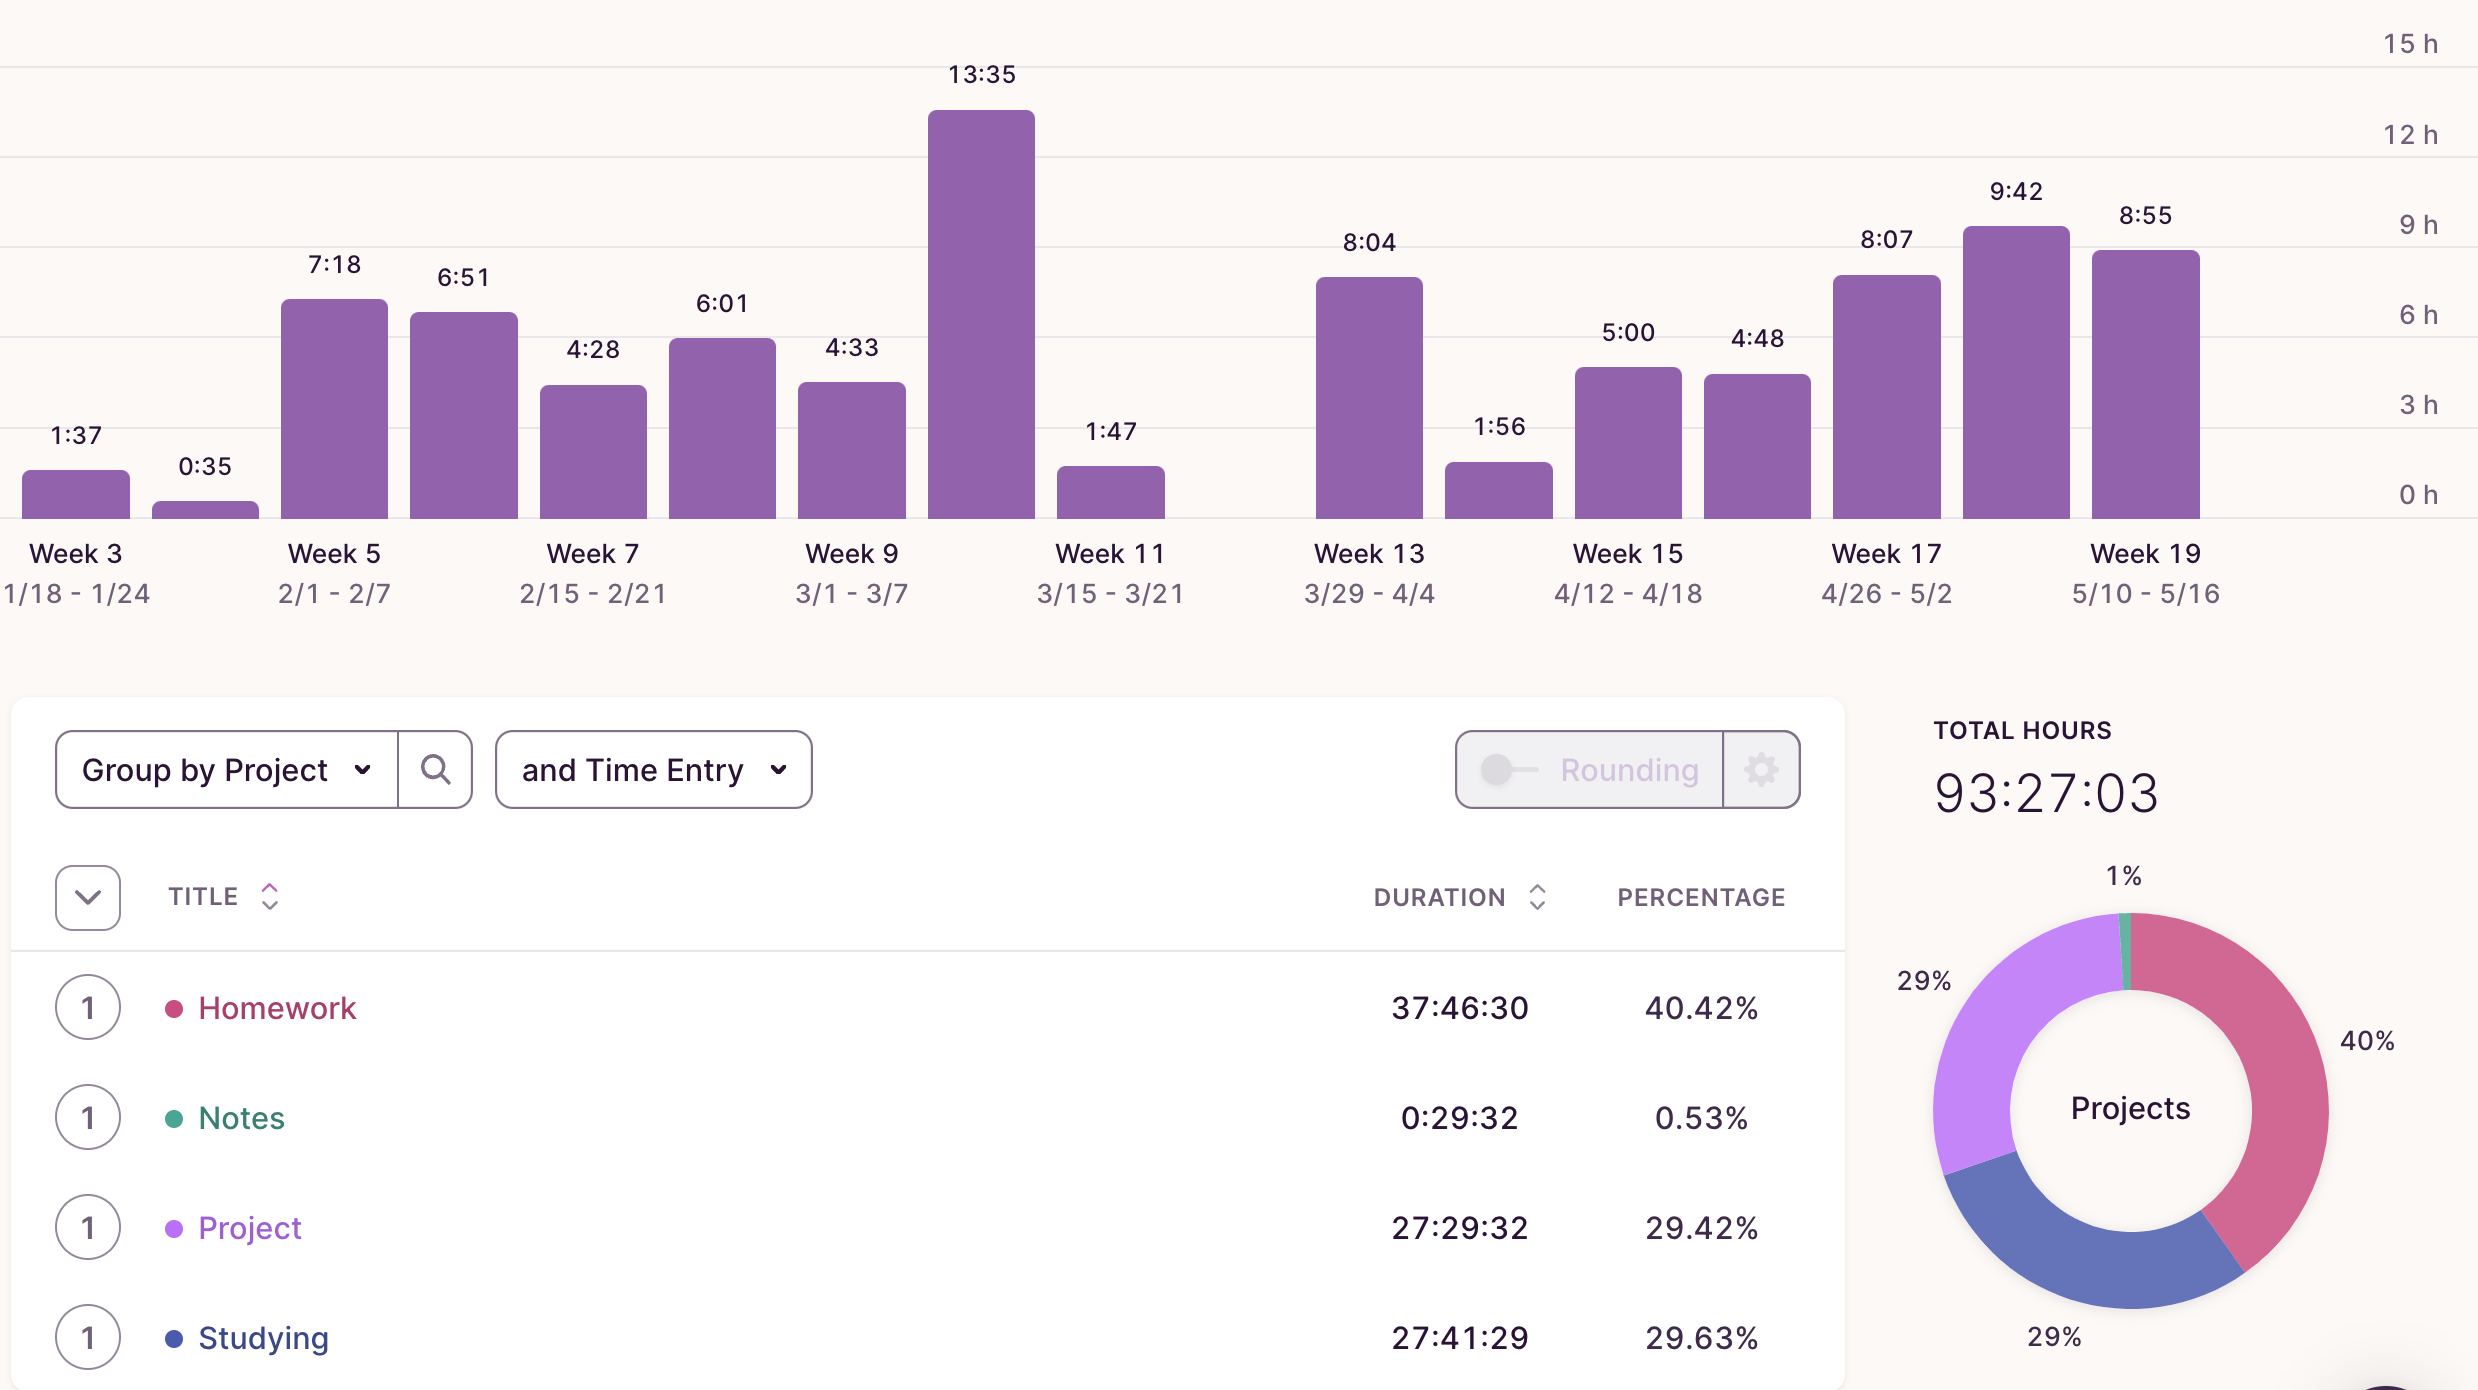 15 h
13:35
12 h
9:42
8:55
9 h
8:04
8:07
7:18
6:51
6:01
6 h
5:00
4:48
4:28
4:33
3 h
1:37
1:47
1:56
0:35
0 h
Week 3 Week 5 Week 7 Week 9 Week 11 Week 13 Week 15 Week 17 Week 19
1/18 - 1/24 2/1 - 2/7 2/15 - 2/21 3/1 - 3/7 3/15 - 3/21 3/29 - 4/4 4/12 - 4/18 4/26 - 5/2 5/10 - 5/16
Group by Project and Time Entry Rounding
TITLE DURATION PERCENTAGE
1 Homework 37:46:30 40.42%
1 Notes 0:29:32 0.53%
1 Project 27:29:32 29.42%
1 Studying 27:41:29 29.63%
TOTAL HOURS
93:27:03
1%
29%
40%
Projects
29%